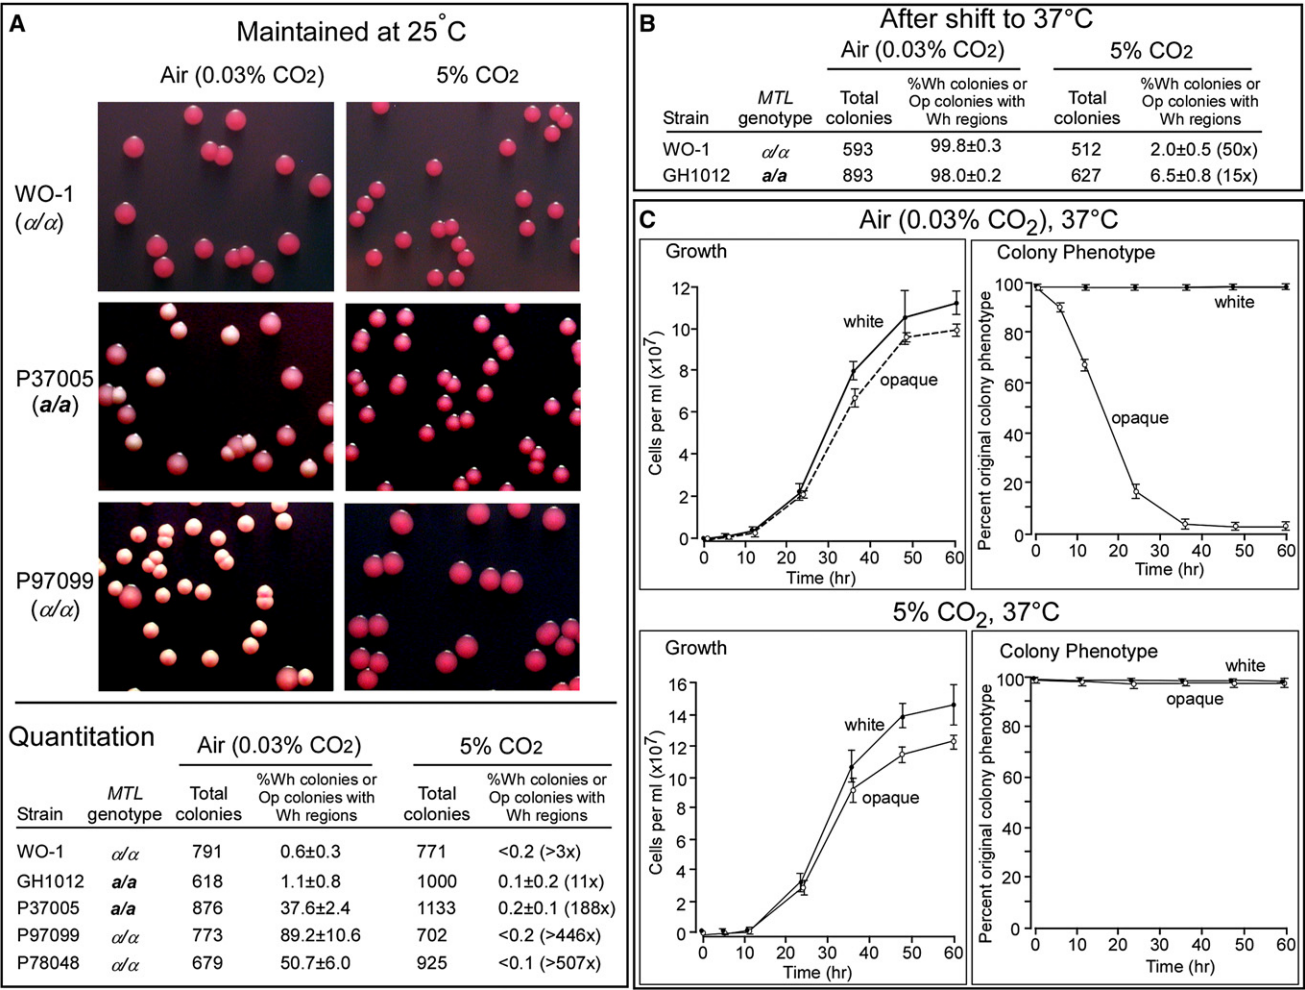 A
Maintained at 25°C
Air (0.03% CO2)
5% CO2
WO-1
(α/α)
P37005
(a/a)
P97099
(α/α)
Quantitation
Air (0.03% CO2)
5% CO2
Strain
MTL genotype
Total colonies
%Wh colonies or Op colonies with Wh regions
Total colonies
%Wh colonies or Op colonies with Wh regions
WO-1 α/α 791 0.6±0.3 771 <0.2 (>3x)
GH1012 a/a 618 1.1±0.8 1000 0.1±0.2 (11x)
P37005 a/a 876 37.6±2.4 1133 0.2±0.1 (188x)
P97099 α/α 773 89.2±10.6 702 <0.2 (>446x)
P78048 α/α 679 50.7±6.0 925 <0.1 (>507x)
B
After shift to 37°C
Air (0.03% CO2)
5% CO2
Strain
MTL genotype
Total colonies
%Wh colonies or Op colonies with Wh regions
Total colonies
%Wh colonies or Op colonies with Wh regions
WO-1 α/α 593 99.8±0.3 512 2.0±0.5 (50x)
GH1012 a/a 893 98.0±0.2 627 6.5±0.8 (15x)
C
Air (0.03% CO2), 37°C
Growth
Cells per ml (x10⁷)
12
10
8
6
4
2
0
white
opaque
0 10 20 30 40 50 60
Time (hr)
Colony Phenotype
Percent original colony phenotype
100
80
60
40
20
0
white
opaque
0 10 20 30 40 50 60
Time (hr)
5% CO2, 37°C
Growth
Cells per ml (x10⁷)
16
14
12
10
8
6
4
2
0
white
opaque
0 10 20 30 40 50 60
Time (hr)
Colony Phenotype
Percent original colony phenotype
100
80
60
40
20
0
white
opaque
0 10 20 30 40 50 60
Time (hr)